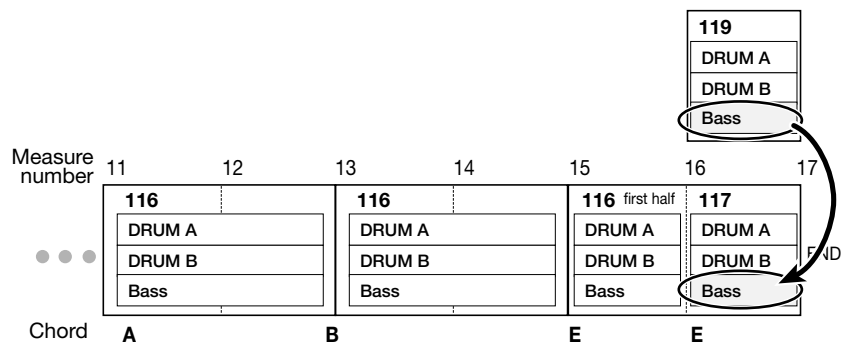 119
DRUM A
DRUM B
Bass
Measure number 11 12 13 14 15 16 17
116 116 116 first half 117
DRUM A DRUM A DRUM A DRUM A
DRUM B DRUM B DRUM B DRUM B
Bass Bass Bass Bass
Chord A B E E